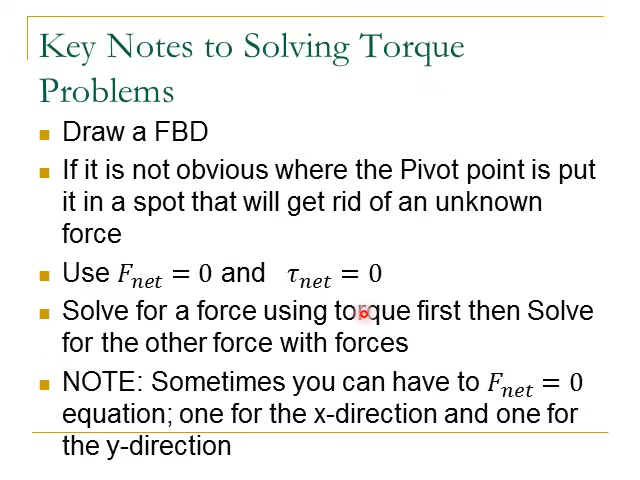 Key Notes to Solving Torque
Problems
Draw a FBD
If it is not obvious where the Pivot point is put
it in a spot that will get rid of an unknown
force
Use F_net = 0 and τ_net = 0
Solve for a force using torque first then Solve
for the other force with forces
NOTE: Sometimes you can have to F_net = 0
equation; one for the x-direction and one for
the y-direction